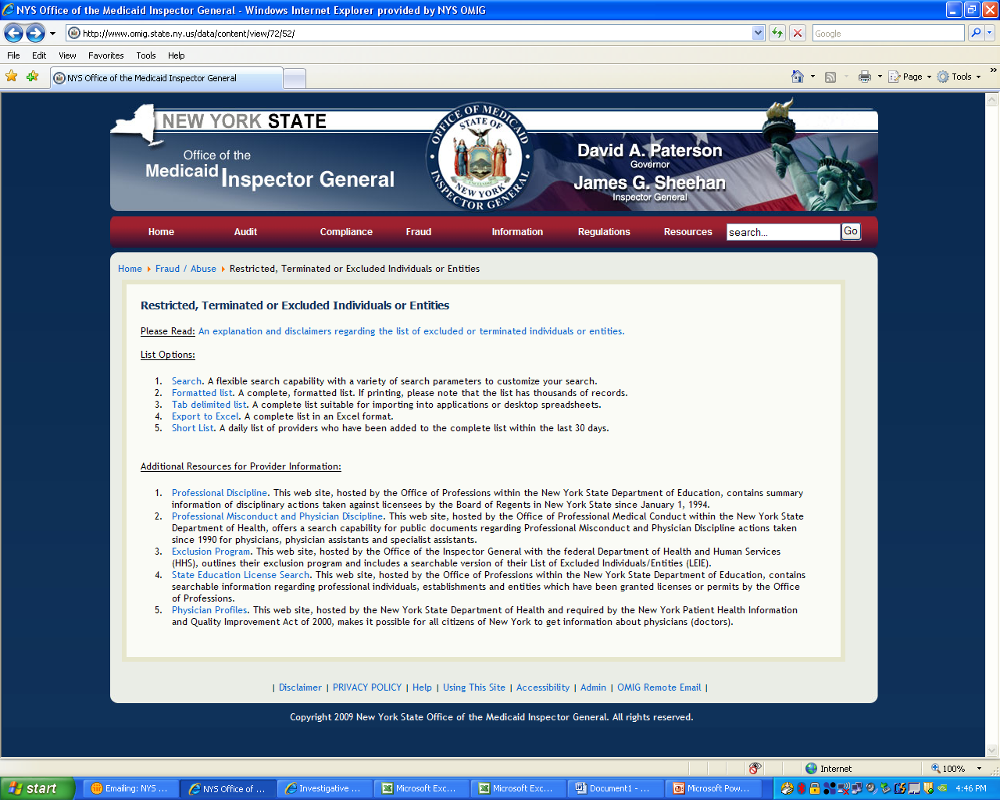 NYS Office of the Medicaid Inspector General - Windows Internet Explorer provided by NYS OMIG
http://www.omig.state.ny.us/data/content/view/72/52/
Google
File Edit View Favorites Tools Help
NYS Office of the Medicaid Inspector General
Page Tools
NEW YORK STATE
Office of the
Medicaid Inspector General
OFFICE OF MEDICAID INSPECTOR GENERAL
STATE OF NEW YORK
EXCELSIOR
David A. Paterson
Governor
James G. Sheehan
Inspector General
Home Audit Compliance Fraud Information Regulations Resources search... Go
Home Fraud / Abuse Restricted, Terminated or Excluded Individuals or Entities
Restricted, Terminated or Excluded Individuals or Entities
Please Read: An explanation and disclaimers regarding the list of excluded or terminated individuals or entities.
List Options:
1. Search. A flexible search capability with a variety of search parameters to customize your search.
2. Formatted list. A complete, formatted list. If printing, please note that the list has thousands of records.
3. Tab delimited list. A complete list suitable for importing into applications or desktop spreadsheets.
4. Export to Excel. A complete list in an Excel format.
5. Short List. A daily list of providers who have been added to the complete list within the last 30 days.
Additional Resources for Provider Information:
1. Professional Discipline. This web site, hosted by the Office of Professions within the New York State Department of Education, contains summary
information of disciplinary actions taken against licensees by the Board of Regents in New York State since January 1, 1994.
2. Professional Misconduct and Physician Discipline. This web site, hosted by the Office of Professional Medical Conduct within the New York State
Department of Health, offers a search capability for public documents regarding Professional Misconduct and Physician Discipline actions taken
since 1990 for physicians, physician assistants and specialist assistants.
3. Exclusion Program. This web site, hosted by the Office of the Inspector General with the federal Department of Health and Human Services
(HHS), outlines their exclusion program and includes a searchable version of their List of Excluded Individuals/Entities (LEIE).
4. State Education License Search. This web site, hosted by the Office of Professions within the New York State Department of Education, contains
searchable information regarding professional individuals, establishments and entities which have been granted licenses or permits by the Office
of Professions.
5. Physician Profiles. This web site, hosted by the New York State Department of Health and required by the New York Patient Health Information
and Quality Improvement Act of 2000, makes it possible for all citizens of New York to get information about physicians (doctors).
| Disclaimer | PRIVACY POLICY | Help | Using This Site | Accessibility | Admin | OMIG Remote Email |
Copyright 2009 New York State Office of the Medicaid Inspector General. All rights reserved.
Internet 100%
start Emailing: NYS ... NYS Office of ... Investigative ... Microsoft Exc... Microsoft Exc... Document1 - ... Microsoft Pow... 4:46 PM